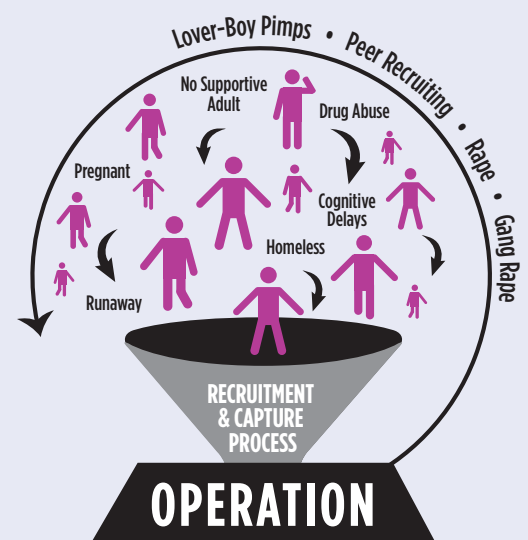 Lover-Boy Pimps • Peer Recruiting • Rape • Gang Rape
No Supportive
Adult
Drug Abuse
Pregnant
Cognitive
Delays
Homeless
Runaway
RECRUITMENT
& CAPTURE
PROCESS
OPERATION